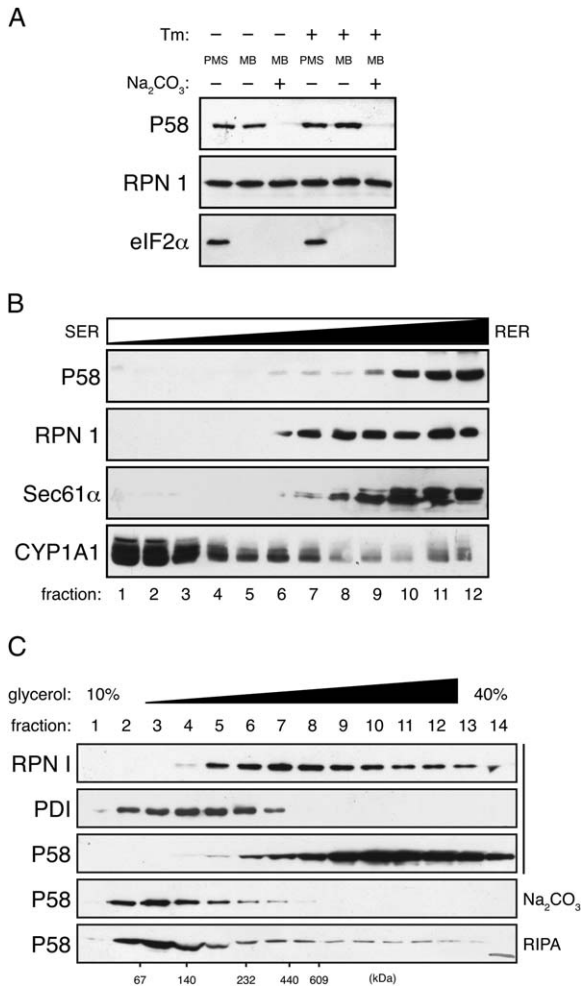 A
Tm: – – – + + +
PMS MB MB PMS MB MB
Na₂CO₃: – – + – – +
P58
RPN 1
eIF2α
B
SER RER
P58
RPN 1
Sec61α
CYP1A1
fraction: 1 2 3 4 5 6 7 8 9 10 11 12
C
glycerol: 10% 40%
fraction: 1 2 3 4 5 6 7 8 9 10 11 12 13 14
RPN I
PDI
P58
P58 Na₂CO₃
P58 RIPA
67 140 232 440 609 (kDa)